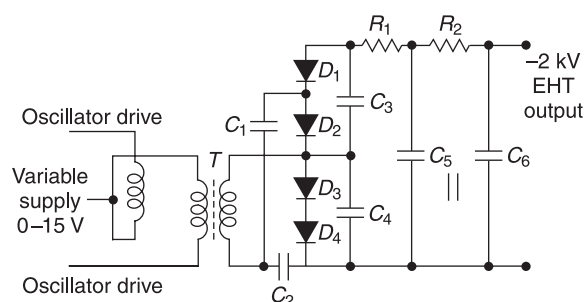 R1
R2
D1
–2 kV
EHT
output
C3
Oscillator drive
C1
D2
T
C5
C6
Variable
supply
0–15 V
D3
C4
D4
Oscillator drive
C2